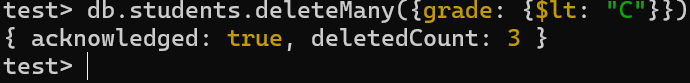 test> db.students.deleteMany({grade: {$lt: "C"}})
{ acknowledged: true, deletedCount: 3 }
test>